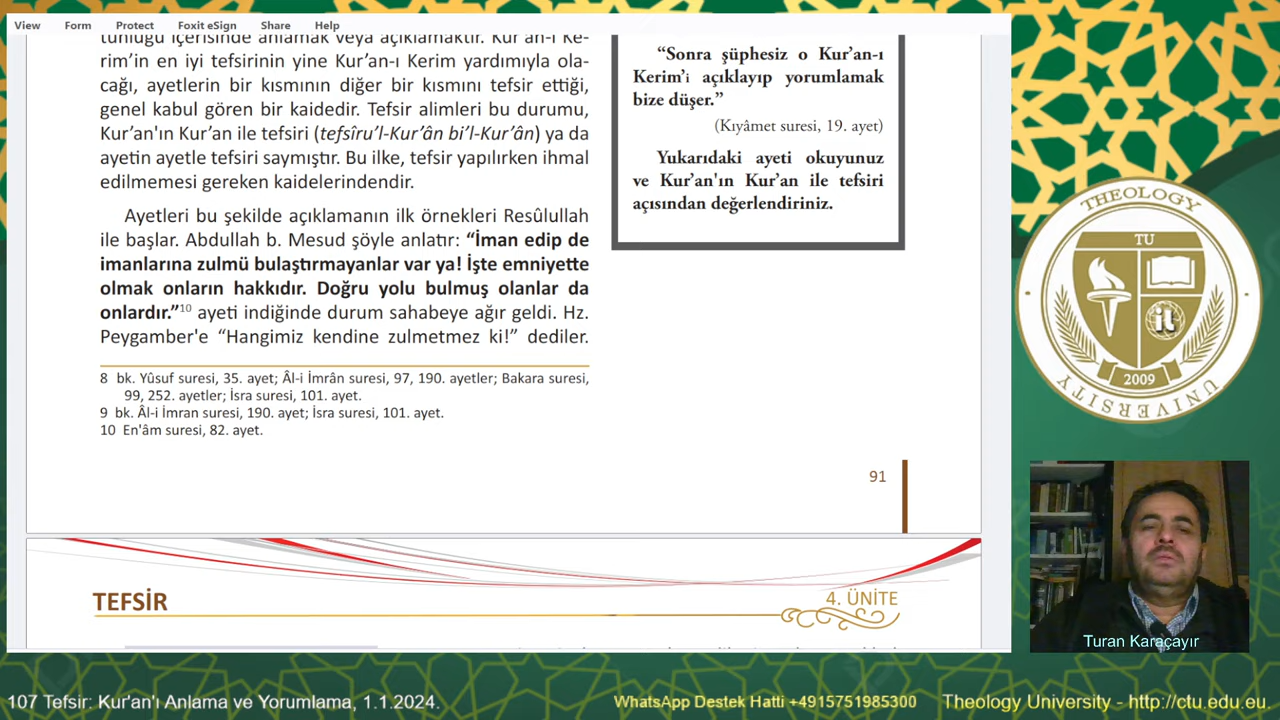 View Form Protect Foxit eSign Share Help
tünlüğü içerisinde anlamak veya açıklamaktır. Kur'an-ı Ke-
rim’in en iyi tefsirinin yine Kur’an-ı Kerim yardımıyla ola-
cağı, ayetlerin bir kısmının diğer bir kısmını tefsir ettiği,
genel kabul gören bir kaidedir. Tefsir alimleri bu durumu,
Kur’an'ın Kur’an ile tefsiri (tefsîru’l-Kur’ân bi’l-Kur’ân) ya da
ayetin ayetle tefsiri saymıştır. Bu ilke, tefsir yapılırken ihmal
edilmemesi gereken kaidelerindendir.
Ayetleri bu şekilde açıklamanın ilk örnekleri Resûlullah
ile başlar. Abdullah b. Mesud şöyle anlatır: “İman edip de
imanlarına zulmü bulaştırmayanlar var ya! İşte emniyette
olmak onların hakkıdır. Doğru yolu bulmuş olanlar da
onlardır.”10 ayeti indiğinde durum sahabeye ağır geldi. Hz.
Peygamber'e “Hangimiz kendine zulmetmez ki!” dediler.
8 bk. Yûsuf suresi, 35. ayet; Âl-i İmrân suresi, 97, 190. ayetler; Bakara suresi,
99, 252. ayetler; İsra suresi, 101. ayet.
9 bk. Âl-i İmran suresi, 190. ayet; İsra suresi, 101. ayet.
10 En'âm suresi, 82. ayet.
“Sonra şüphesiz o Kur’an-ı
Kerim’i açıklayıp yorumlamak
bize düşer.”
(Kıyâmet suresi, 19. ayet)
Yukarıdaki ayeti okuyunuz
ve Kur’an'ın Kur’an ile tefsiri
açısından değerlendiriniz.
91
TEFSİR
4. ÜNİTE
THEOLOGY
TU
2009
UNIVERSITY
Turan Karaçayır
107 Tefsir: Kur'an'ı Anlama ve Yorumlama, 1.1.2024.
WhatsApp Destek Hatti +4915751985300
Theology University - http://ctu.edu.eu.